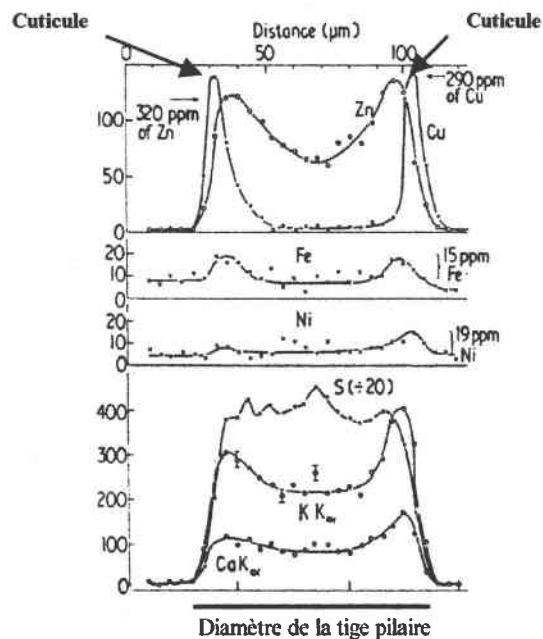 Cuticule
Cuticule
Distance (µm)
0 50 100
320 ppm
of Zn
290 ppm
of Cu
Zn
Cu
100
50
0
Fe
20
10
0
15
ppm
Fe
Ni
20
10
0
19
ppm
Ni
S (÷20)
400
300
200
100
0
K Kα
Ca Kα
Diamètre de la tige pilaire